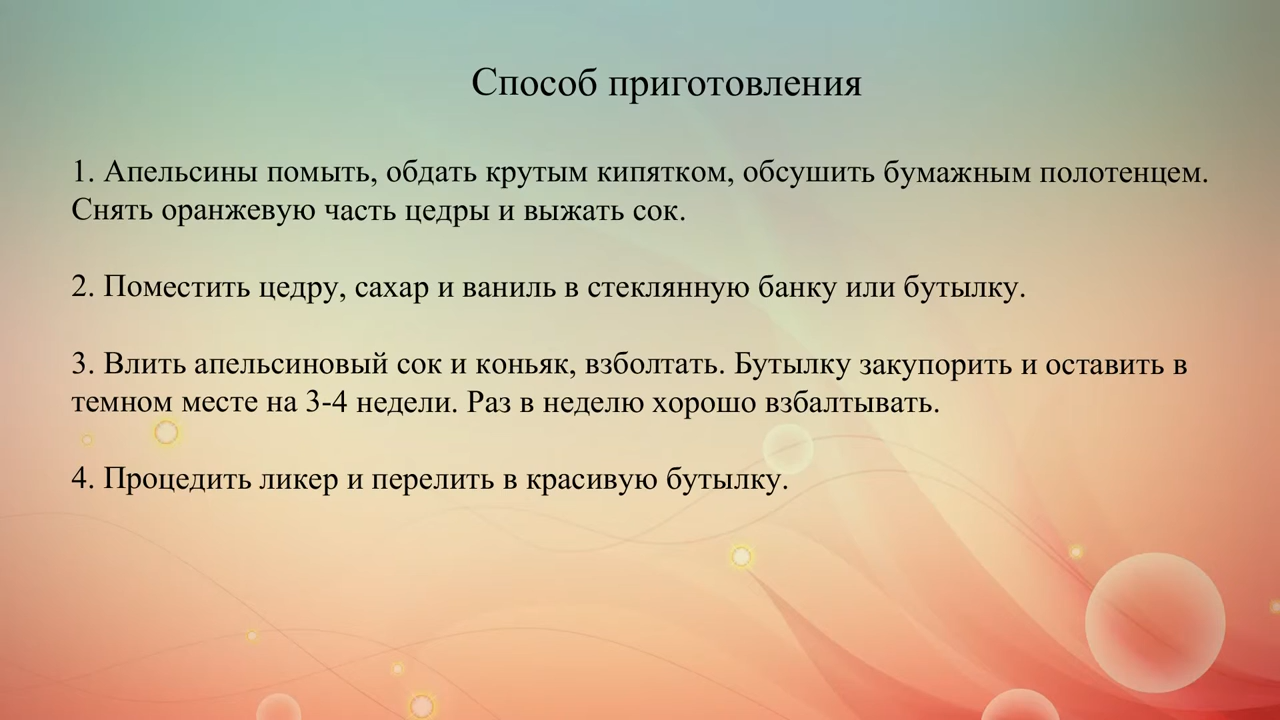 Способ приготовления
1. Апельсины помыть, обдать крутым кипятком, обсушить бумажным полотенцем.
Снять оранжевую часть цедры и выжать сок.
2. Поместить цедру, сахар и ваниль в стеклянную банку или бутылку.
3. Влить апельсиновый сок и коньяк, взболтать. Бутылку закупорить и оставить в
темном месте на 3-4 недели. Раз в неделю хорошо взбалтывать.
4. Процедить ликер и перелить в красивую бутылку.